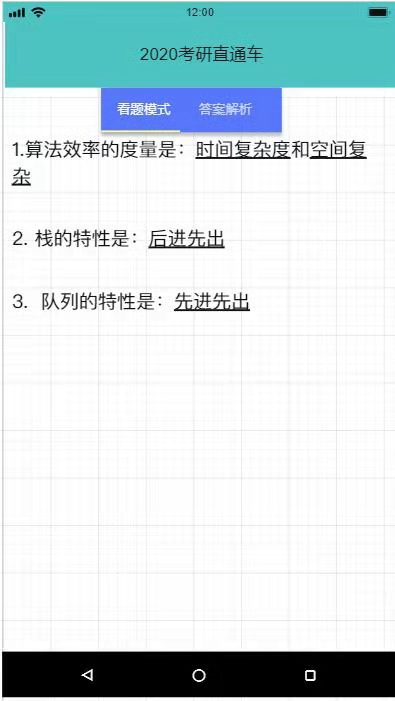 12:00
2020考研直通车
看题模式 答案解析
1.算法效率的度量是：时间复杂度和空间复
杂
2. 栈的特性是：后进先出
3. 队列的特性是：先进先出